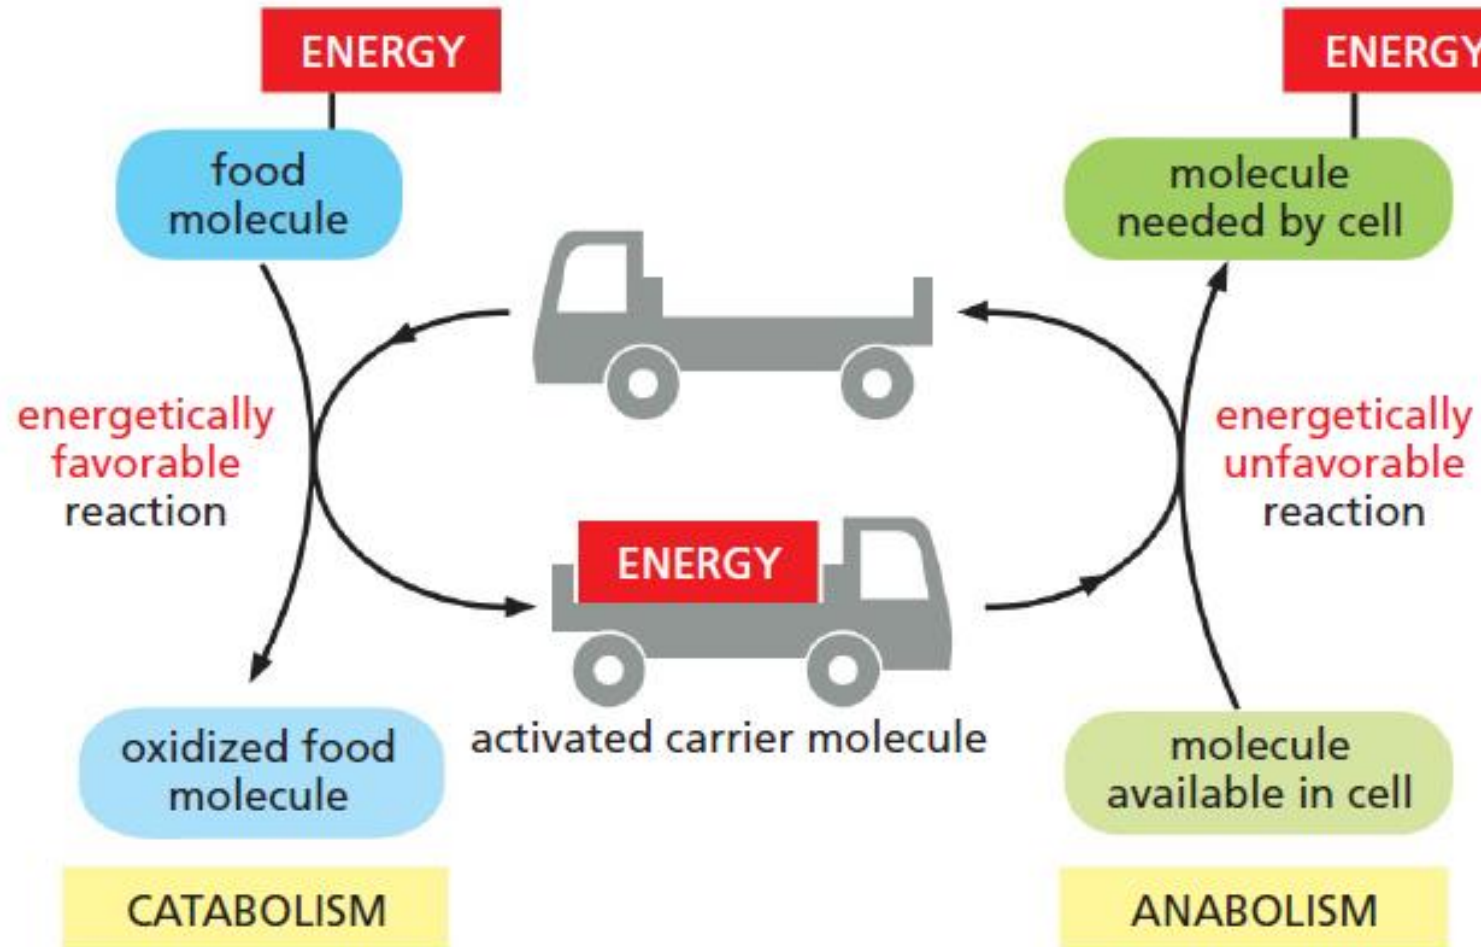 ENERGY
ENERGY
food
molecule
molecule
needed by cell
energetically
favorable
reaction
energetically
unfavorable
reaction
ENERGY
activated carrier molecule
oxidized food
molecule
molecule
available in cell
CATABOLISM
ANABOLISM